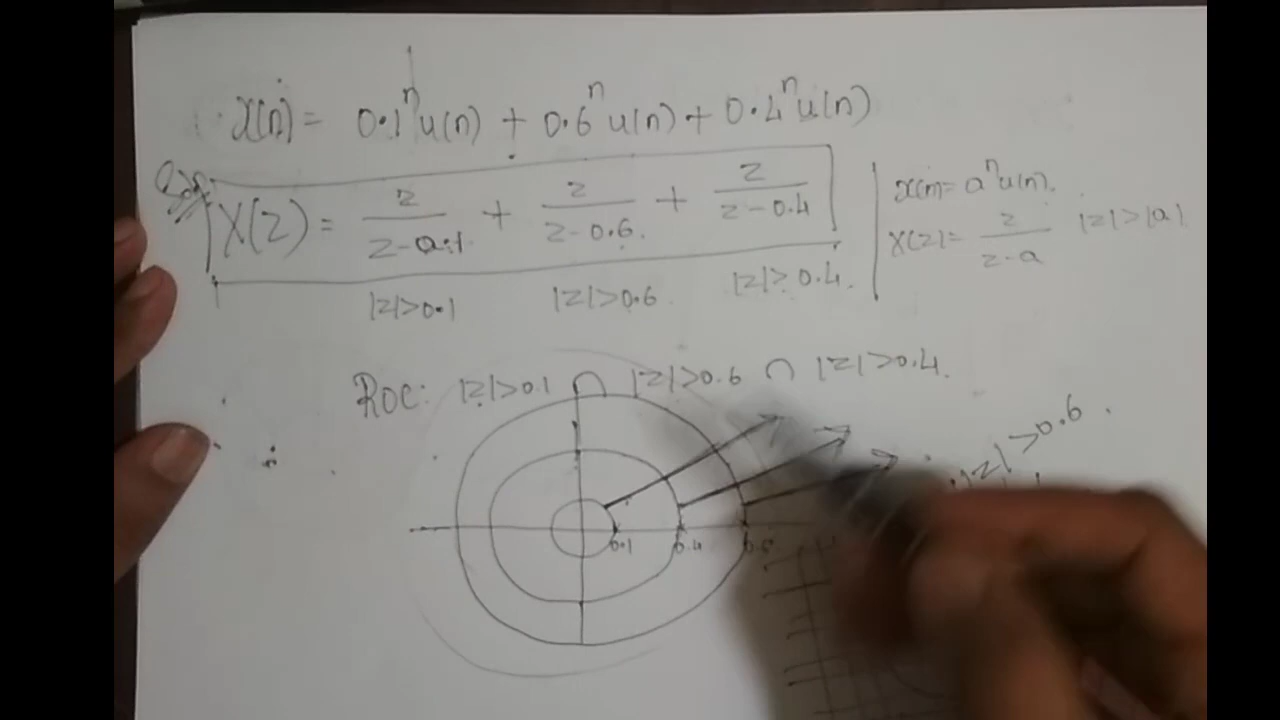 x(n) = 0.1ⁿu(n) + 0.6ⁿu(n) + 0.4ⁿu(n)
Soln
X(z) = z/(z-0.1) + z/(z-0.6) + z/(z-0.4)
|z|>0.1 |z|>0.6 |z|>0.4.
x(n)= aⁿu(n).
X(z)= z/(z-a) |z|>|a|
ROC: |z|>0.1 ∩ |z|>0.6 ∩ |z|>0.4.
|z|>0.6.
0.1 0.4 0.6